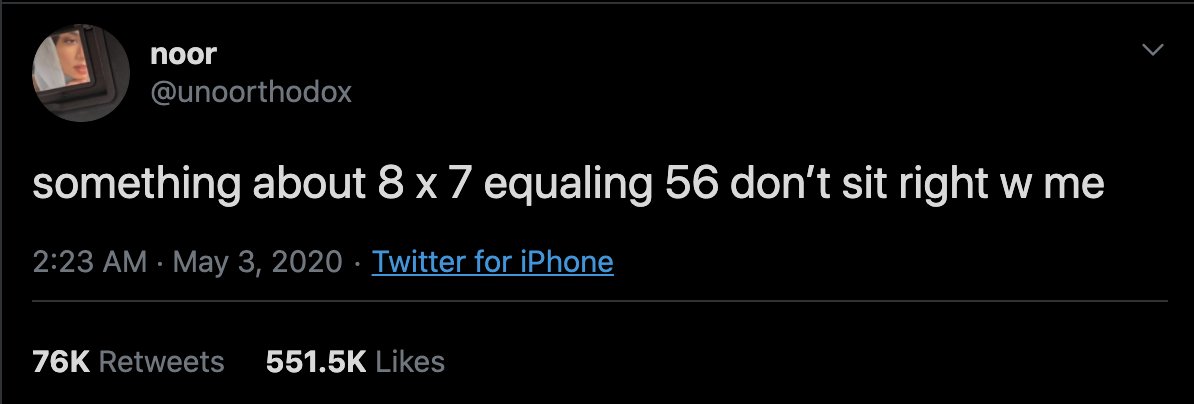 noor
@unoorthodox
something about 8 x 7 equaling 56 don’t sit right w me
2:23 AM · May 3, 2020 · Twitter for iPhone
76K Retweets 551.5K Likes